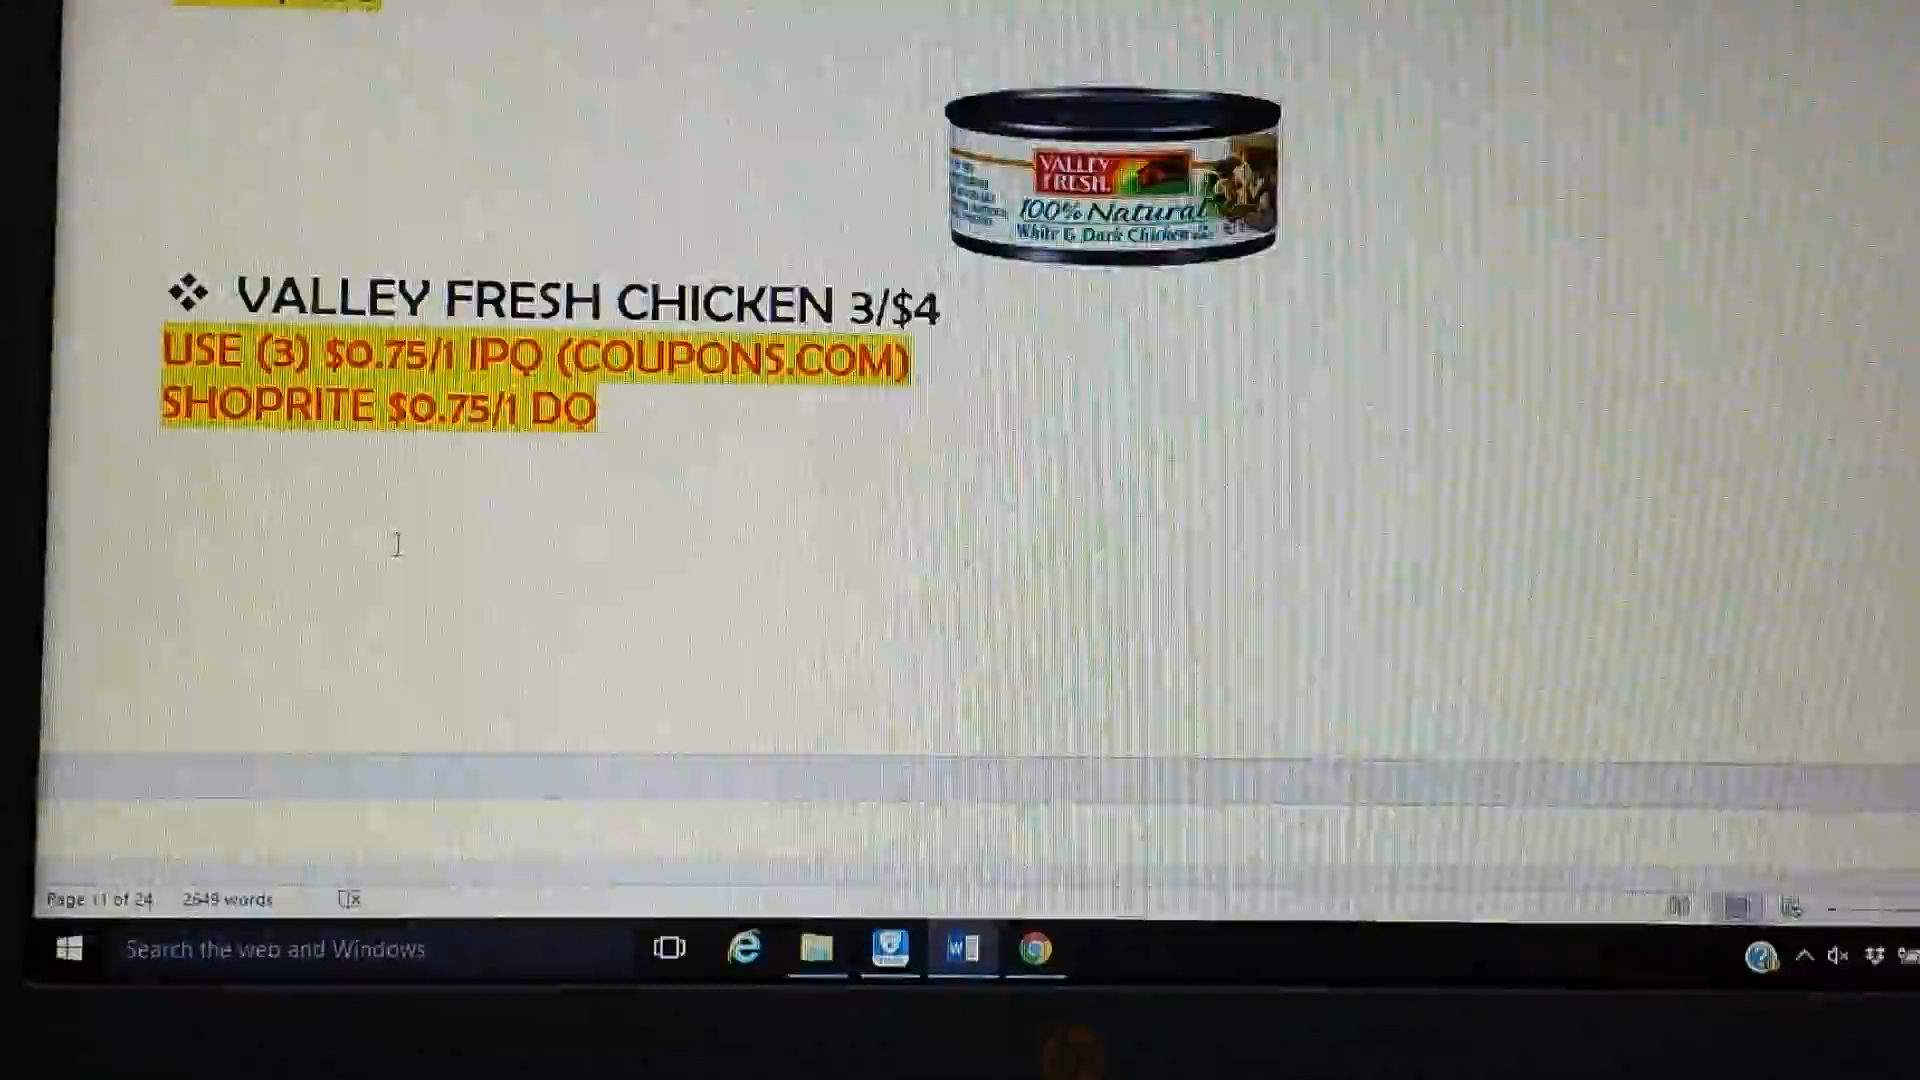 VALLEY
FRESH.
100% Natural
White & Dark Chicken
❖ VALLEY FRESH CHICKEN 3/$4
USE (3) $0.75/1 IPQ (COUPONS.COM)
SHOPRITE $0.75/1 DQ
Page 11 of 24 2649 words
Search the web and Windows